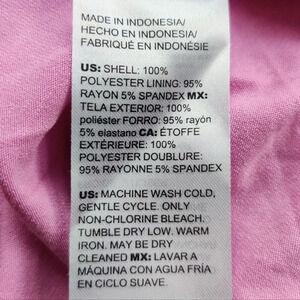 MADE IN INDONESIA/
HECHO EN INDONESIA/
FABRIQUÉ EN INDONÉSIE
US: SHELL: 100%
POLYESTER LINING: 95%
RAYON 5% SPANDEX MX:
TELA EXTERIOR: 100%
poliéster FORRO: 95% rayón
5% elastano CA: ÉTOFFE
EXTÉRIEURE: 100%
POLYESTER DOUBLURE:
95% RAYONNE 5% SPANDEX
US: MACHINE WASH COLD,
GENTLE CYCLE. ONLY
NON-CHLORINE BLEACH.
TUMBLE DRY LOW. WARM
IRON. MAY BE DRY
CLEANED MX: LAVAR A
MÁQUINA CON AGUA FRÍA
EN CICLO SUAVE.